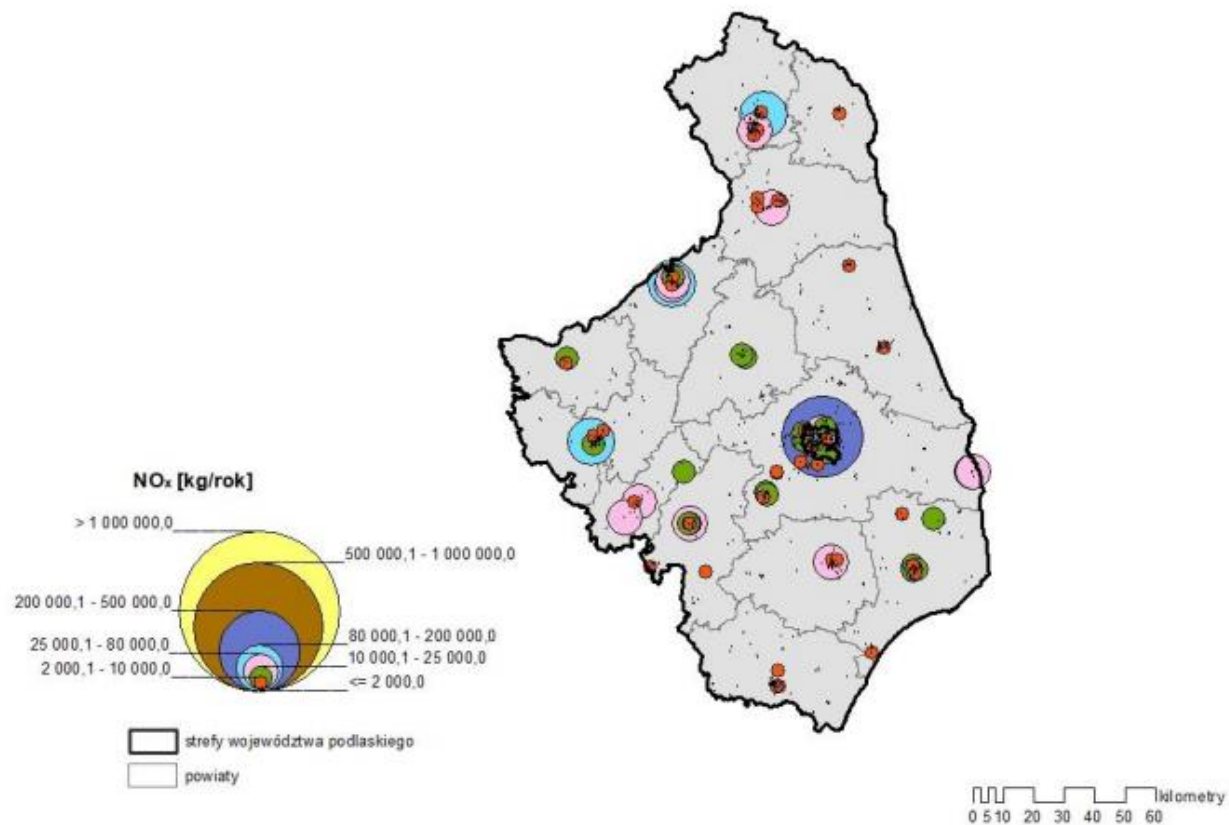 NOx [kg/rok]
> 1 000 000,0
500 000,1 - 1 000 000,0
200 000,1 - 500 000,0
80 000,1 - 200 000,0
25 000,1 - 80 000,0
10 000,1 - 25 000,0
2 000,1 - 10 000,0
<= 2 000,0
strefy województwa podlaskiego
powiaty
kilometry
0 5 10 20 30 40 50 60